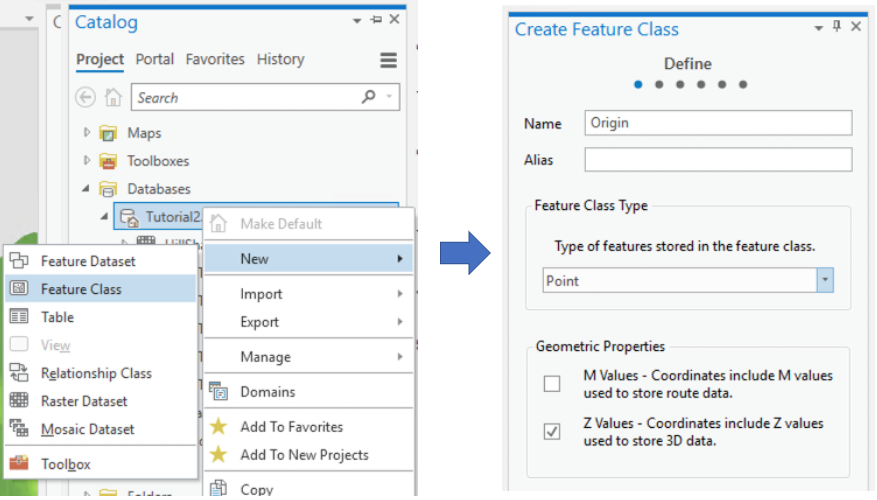 Catalog
Project Portal Favorites History
Search
Maps
Toolboxes
Databases
Tutorial2.
Make Default
New
Import
Export
Manage
Domains
Add To Favorites
Add To New Projects
Copy
Feature Dataset
Feature Class
Table
View
Relationship Class
Raster Dataset
Mosaic Dataset
Toolbox
Folders
Create Feature Class
Define
Name Origin
Alias
Feature Class Type
Type of features stored in the feature class.
Point
Geometric Properties
M Values - Coordinates include M values
used to store route data.
Z Values - Coordinates include Z values
used to store 3D data.